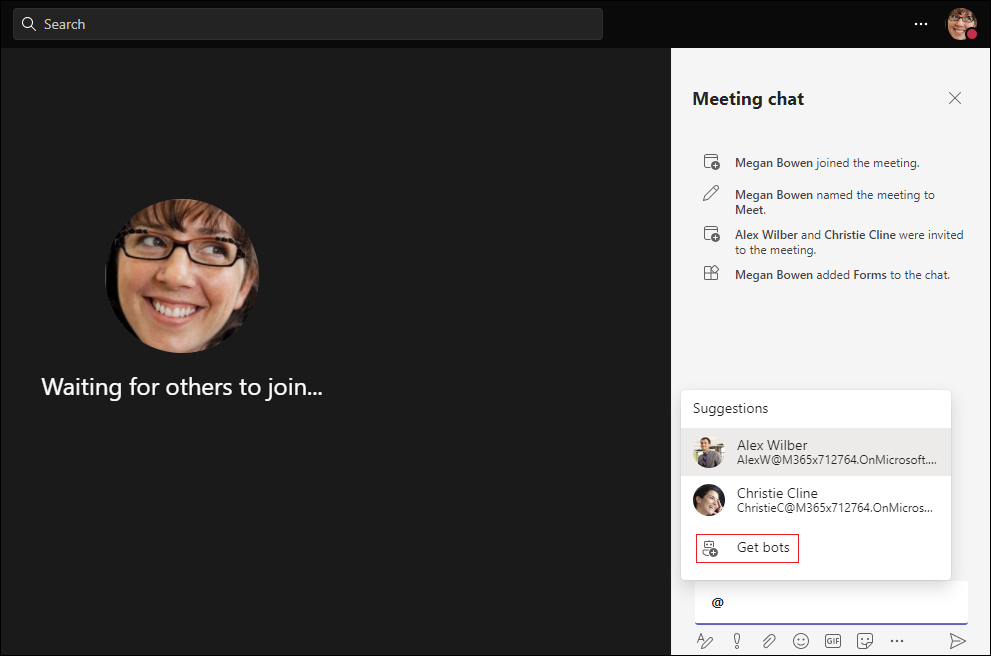 Search
Waiting for others to join...
Meeting chat
Megan Bowen joined the meeting.
Megan Bowen named the meeting to
Meet.
Alex Wilber and Christie Cline were invited
to the meeting.
Megan Bowen added Forms to the chat.
Suggestions
Alex Wilber
AlexW@M365x712764.OnMicrosoft....
Christie Cline
ChristieC@M365x712764.OnMicros...
Get bots
@
GIF